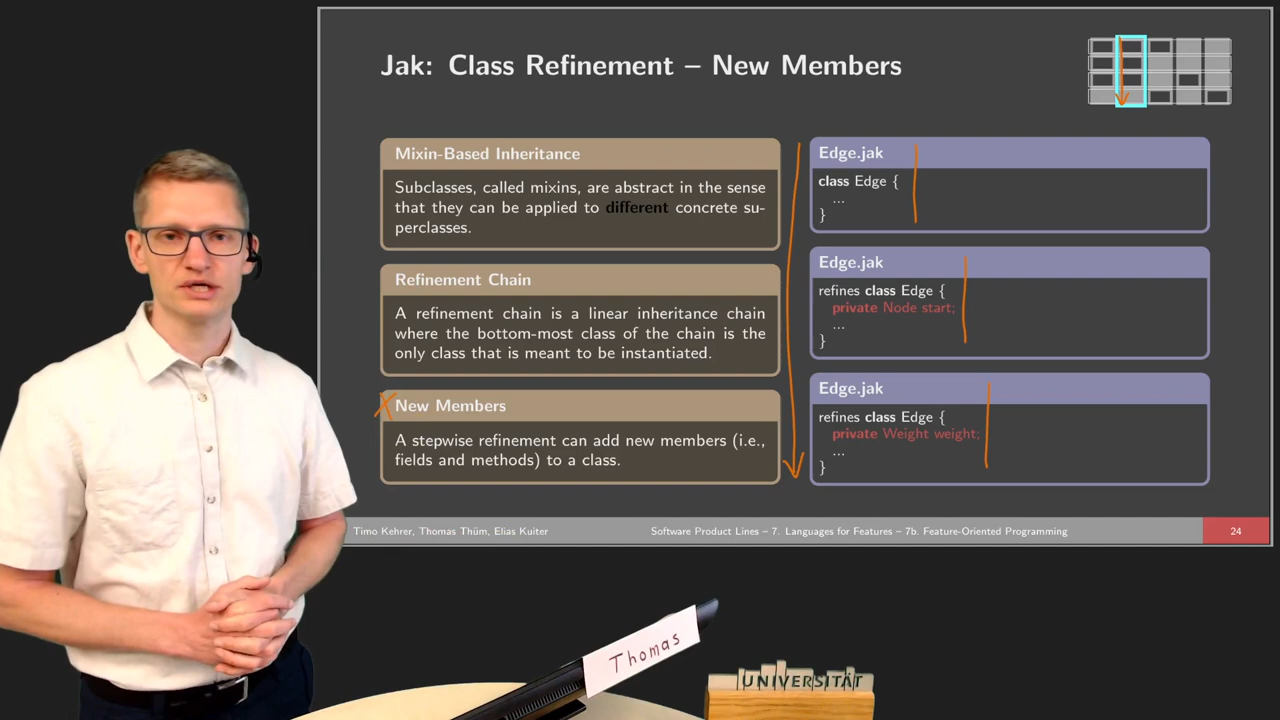 Jak: Class Refinement – New Members
Mixin-Based Inheritance
Subclasses, called mixins, are abstract in the sense
that they can be applied to different concrete su-
perclasses.
Refinement Chain
A refinement chain is a linear inheritance chain
where the bottom-most class of the chain is the
only class that is meant to be instantiated.
New Members
A stepwise refinement can add new members (i.e.,
fields and methods) to a class.
Edge.jak
class Edge {
...
}
Edge.jak
refines class Edge {
private Node start;
...
}
Edge.jak
refines class Edge {
private Weight weight;
...
}
Timo Kehrer, Thomas Thüm, Elias Kuiter
Software Product Lines – 7. Languages for Features – 7b. Feature-Oriented Programming
24
Thomas
UNIVERSITÄT